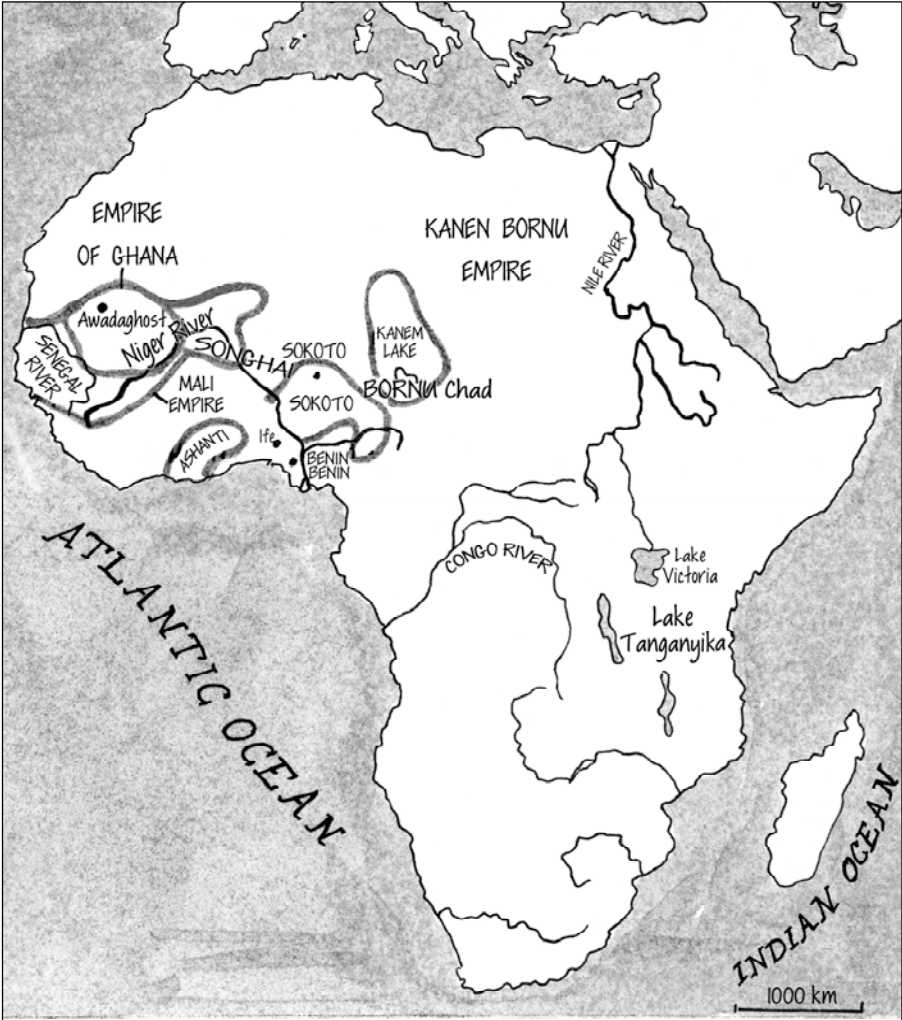 EMPIRE
OF GHANA
KANEN BORNU
EMPIRE
NILE RIVER
Awadaghost
Niger River
SENEGAL
RIVER
SONGHAI
SOKOTO
KANEM
LAKE
MALI
EMPIRE
SOKOTO
BORNU Chad
ASHANTI
Ife
BENIN
BENIN
CONGO RIVER
Lake
Victoria
Lake
Tanganyika
ATLANTIC OCEAN
INDIAN OCEAN
1000 km